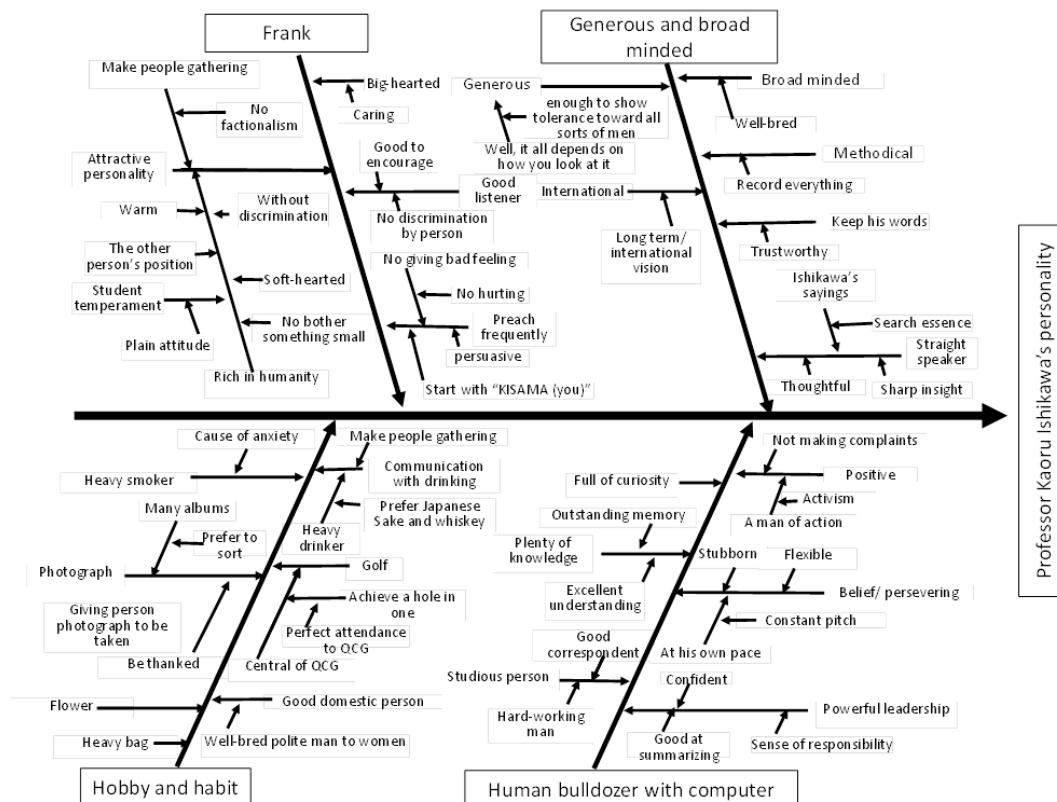 Frank
Make people gathering
No
factionalism
Attractive
personality
Warm
Without
discrimination
The other
person's position
Soft-hearted
Student
temperament
Plain attitude
No bother
something small
Rich in humanity
Big-hearted
Caring
Good to
encourage
Good
listener
No discrimination
by person
No giving bad feeling
No hurting
Preach
frequently
persuasive
Start with "KISAMA (you)"
Generous and broad
minded
Generous
enough to show
tolerance toward all
sorts of men
Well, it all depends on
how you look at it
International
Long term/
international
vision
Broad minded
Well-bred
Methodical
Record everything
Keep his words
Trustworthy
Ishikawa's
sayings
Search essence
Straight
speaker
Thoughtful
Sharp insight
Professor Kaoru Ishikawa's personality
Cause of anxiety
Heavy smoker
Many albums
Prefer to
sort
Photograph
Giving person
photograph to be
taken
Be thanked
Flower
Heavy bag
Make people gathering
Communication
with drinking
Prefer Japanese
Sake and whiskey
Heavy
drinker
Golf
Achieve a hole in
one
Perfect attendance
to QCG
Central of QCG
Good domestic person
Well-bred polite man to women
Hobby and habit
Full of curiosity
Outstanding memory
Plenty of
knowledge
Excellent
understanding
Good
correspondent
Studious person
Hard-working
man
Not making complaints
Positive
Activism
A man of action
Stubborn
Flexible
Belief/ persevering
Constant pitch
At his own pace
Confident
Powerful leadership
Good at
summarizing
Sense of responsibility
Human bulldozer with computer